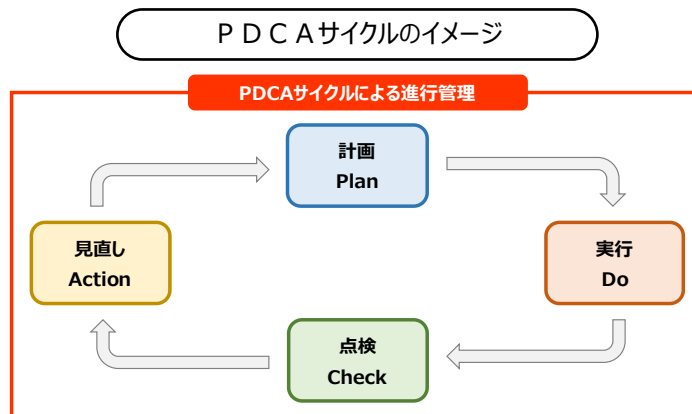 ＰＤＣＡサイクルのイメージ
PDCAサイクルによる進行管理
計画
Plan
見直し
Action
実行
Do
点検
Check